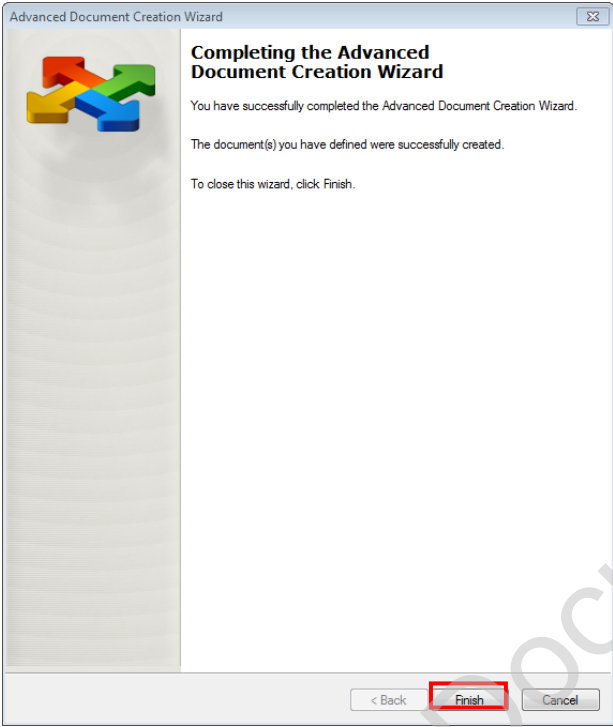 Advanced Document Creation Wizard
Completing the Advanced
Document Creation Wizard
You have successfully completed the Advanced Document Creation Wizard.
The document(s) you have defined were successfully created.
To close this wizard, click Finish.
< Back
Finish
Cancel